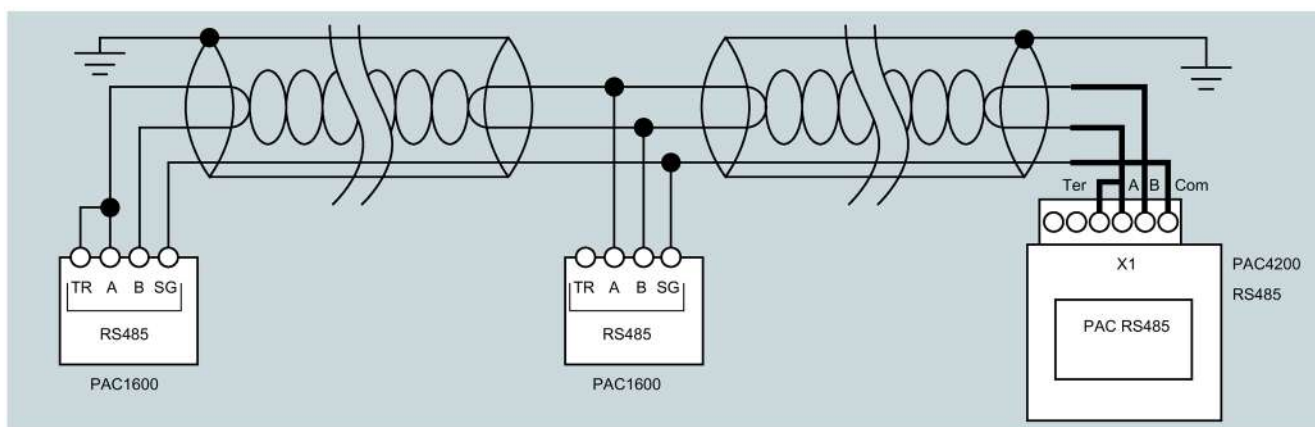 Ter A B Com
TR A B SG
RS485
PAC1600
TR A B SG
RS485
PAC1600
X1
PAC RS485
PAC4200
RS485